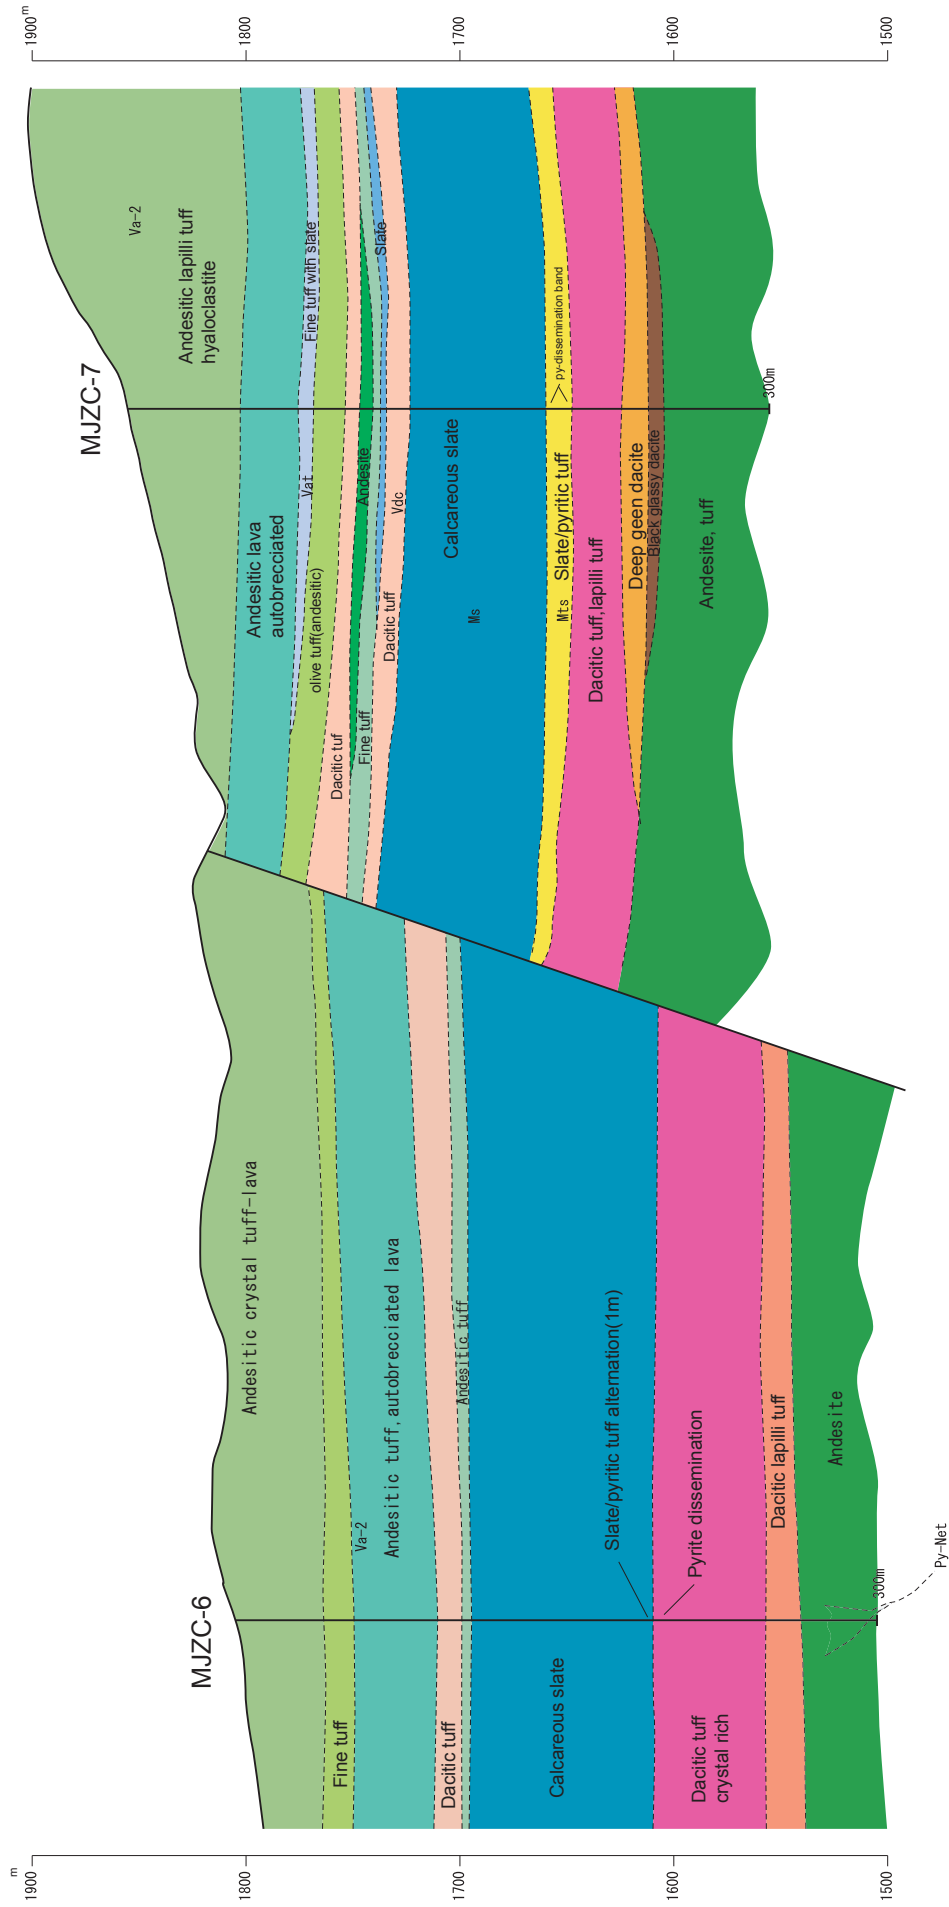 m
1900
1800
1700
1600
1500
MJZC-6
Fine tuff
Dacitic tuff
Calcareous slate
Dacitic tuff
crystal rich
Andesitic crystal tuff-lava
Va-2
Andesitic tuff, autobrecciated lava
Andesitic tuff
Slate/pyritic tuff alternation(1m)
Pyrite dissemination
Dacitic lapilli tuff
Andesite
300m
Py-Net
MJZC-7
Va-2
Andesitic lapilli tuff
hyaloclastite
Andesitic lava
autobrecciated
Fine tuff with slate
Vat
olive tuff(andesitic)
Dacitic tuf
Andesite
Fine tuff
Slate
Dacitic tuff
Vdc
Calcareous slate
Ms
py-dissemination band
Mts
Slate/pyritic tuff
Dacitic tuff,lapilli tuff
Deep geen dacite
Black glassy dacite
Andesite, tuff
300m
1900 m
1800
1700
1600
1500